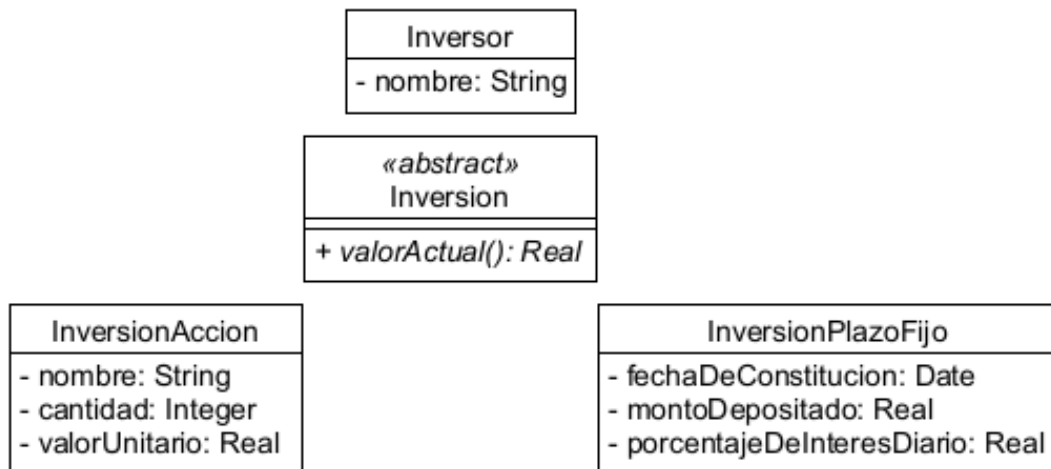 Inversor
- nombre: String
«abstract»
Inversion
+ valorActual(): Real
InversionAccion
- nombre: String
- cantidad: Integer
- valorUnitario: Real
InversionPlazoFijo
- fechaDeConstitucion: Date
- montoDepositado: Real
- porcentajeDeInteresDiario: Real